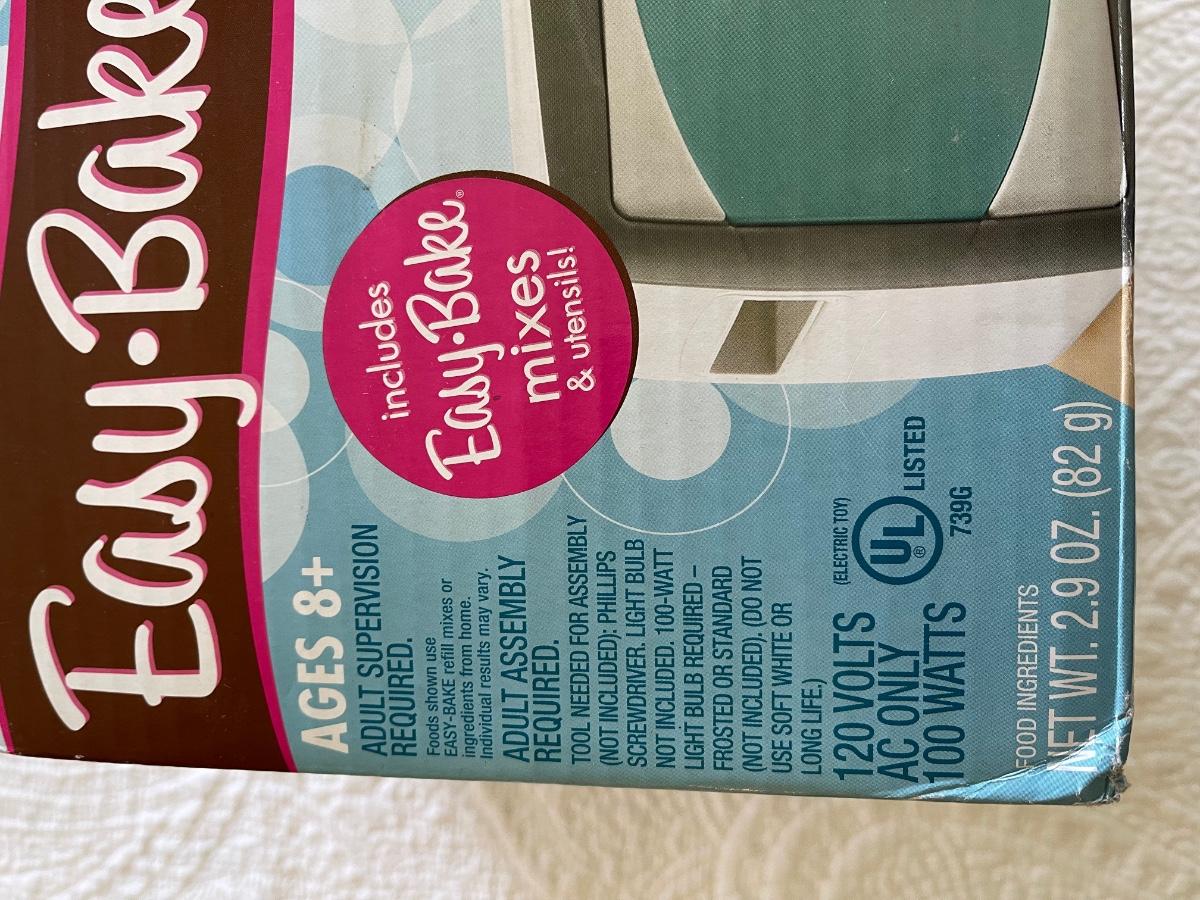 Easy·Bake
includes
Easy·Bake®
mixes
& utensils!
AGES 8+
ADULT SUPERVISION
REQUIRED.
Foods shown use
EASY-BAKE refill mixes or
ingredients from home.
Individual results may vary.
ADULT ASSEMBLY
REQUIRED.
TOOL NEEDED FOR ASSEMBLY
(NOT INCLUDED): PHILLIPS
SCREWDRIVER. LIGHT BULB
NOT INCLUDED. 100-WATT
LIGHT BULB REQUIRED –
FROSTED OR STANDARD
(NOT INCLUDED). (DO NOT
USE SOFT WHITE OR
LONG LIFE.)
120 VOLTS
AC ONLY
100 WATTS
(ELECTRIC TOY)
UL® LISTED
739G
FOOD INGREDIENTS
NET WT. 2.9 OZ. (82 g)